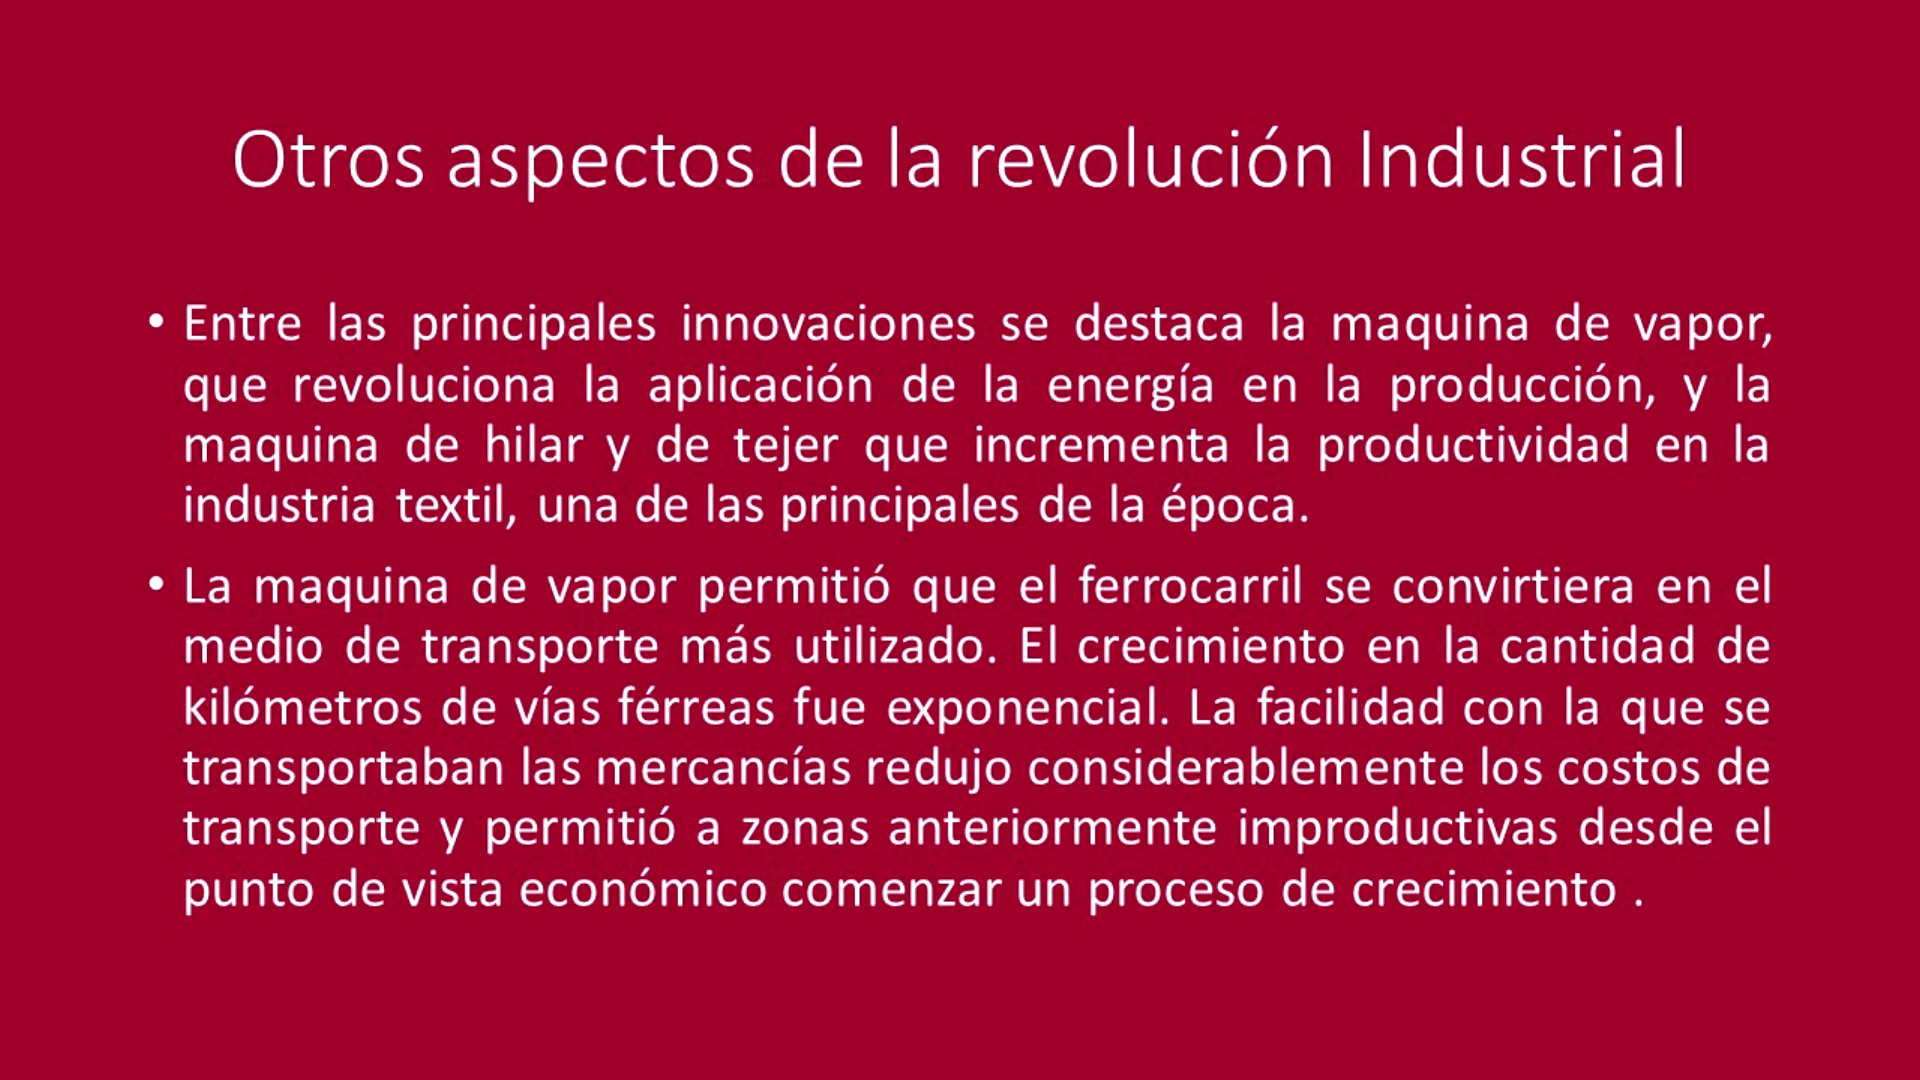 Otros aspectos de la revolución Industrial
• Entre las principales innovaciones se destaca la maquina de vapor,
que revoluciona la aplicación de la energía en la producción, y la
maquina de hilar y de tejer que incrementa la productividad en la
industria textil, una de las principales de la época.
• La maquina de vapor permitió que el ferrocarril se convirtiera en el
medio de transporte más utilizado. El crecimiento en la cantidad de
kilómetros de vías férreas fue exponencial. La facilidad con la que se
transportaban las mercancías redujo considerablemente los costos de
transporte y permitió a zonas anteriormente improductivas desde el
punto de vista económico comenzar un proceso de crecimiento .